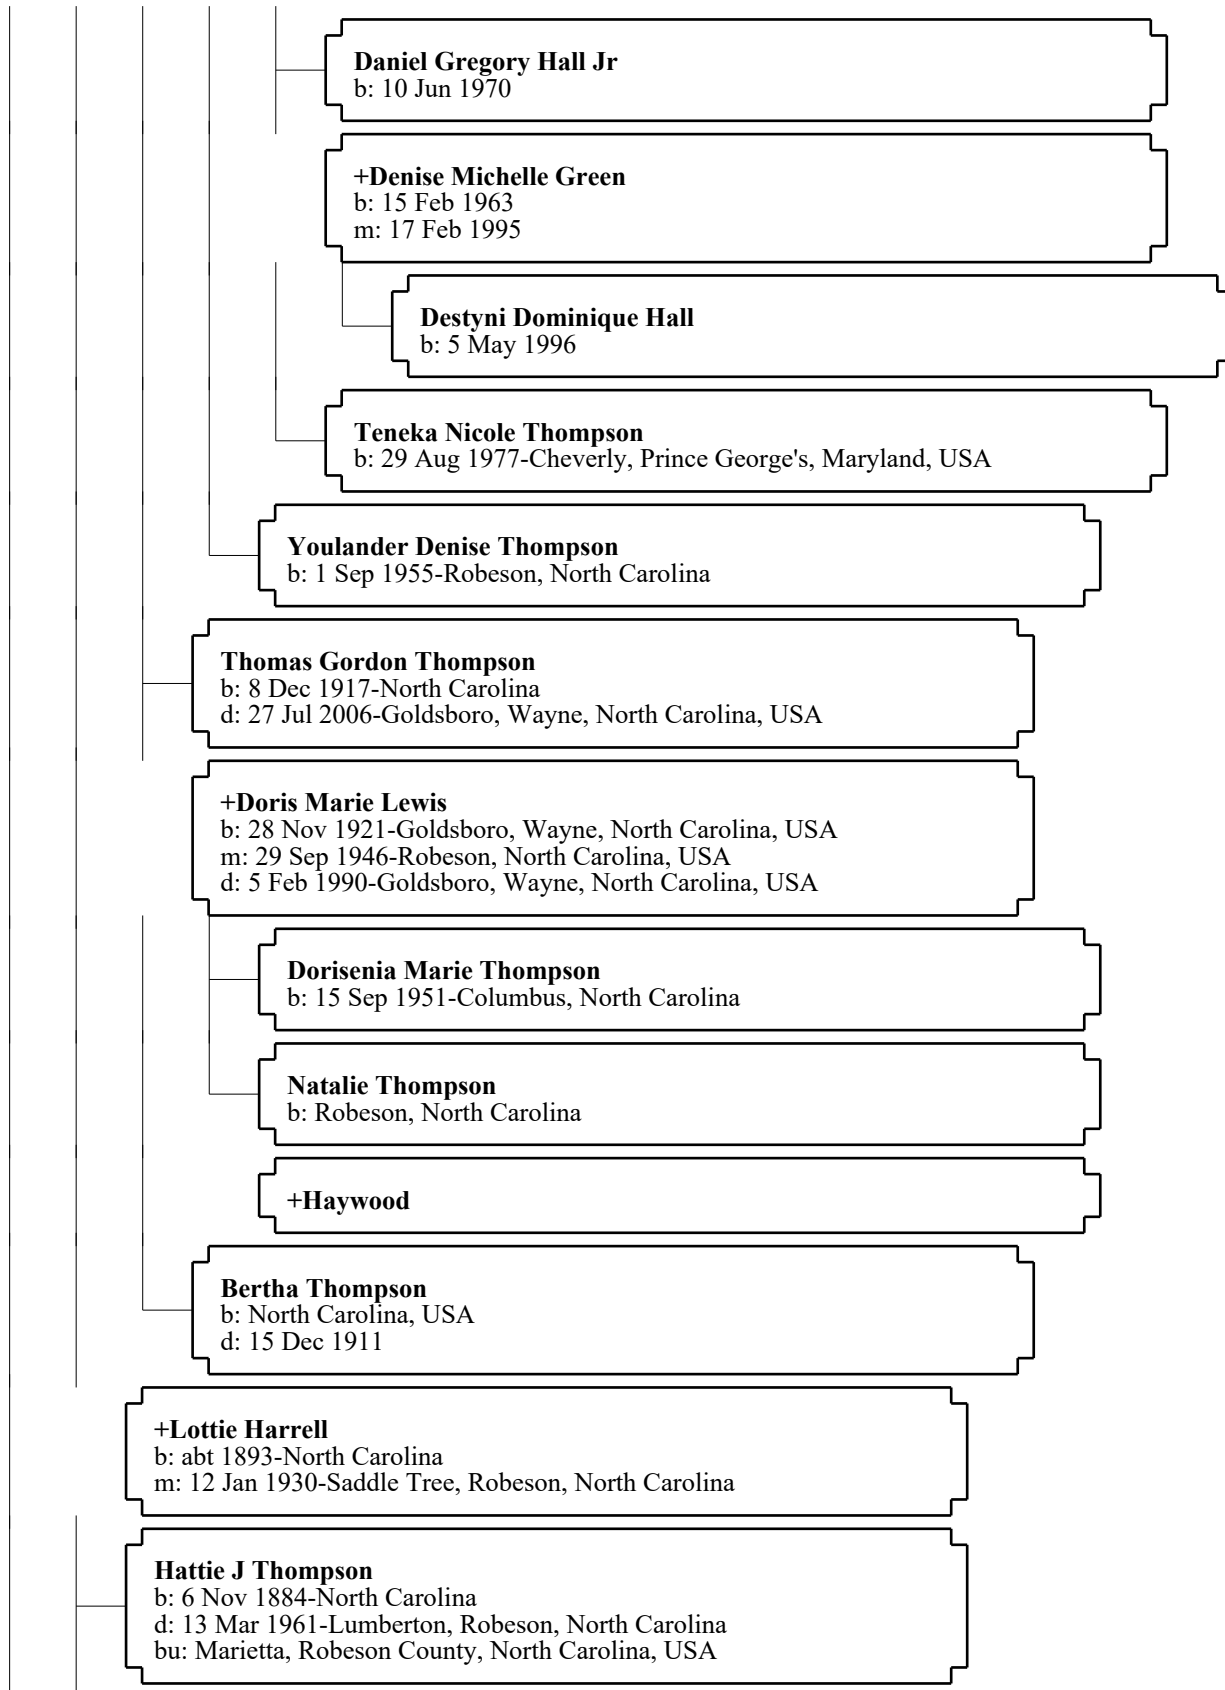 Daniel Gregory Hall Jr
b: 10 Jun 1970
+Denise Michelle Green
b: 15 Feb 1963
m: 17 Feb 1995
Destyni Dominique Hall
b: 5 May 1996
Teneka Nicole Thompson
b: 29 Aug 1977-Cheverly, Prince George's, Maryland, USA
Youlander Denise Thompson
b: 1 Sep 1955-Robeson, North Carolina
Thomas Gordon Thompson
b: 8 Dec 1917-North Carolina
d: 27 Jul 2006-Goldsboro, Wayne, North Carolina, USA
+Doris Marie Lewis
b: 28 Nov 1921-Goldsboro, Wayne, North Carolina, USA
m: 29 Sep 1946-Robeson, North Carolina, USA
d: 5 Feb 1990-Goldsboro, Wayne, North Carolina, USA
Dorisenia Marie Thompson
b: 15 Sep 1951-Columbus, North Carolina
Natalie Thompson
b: Robeson, North Carolina
+Haywood
Bertha Thompson
b: North Carolina, USA
d: 15 Dec 1911
+Lottie Harrell
b: abt 1893-North Carolina
m: 12 Jan 1930-Saddle Tree, Robeson, North Carolina
Hattie J Thompson
b: 6 Nov 1884-North Carolina
d: 13 Mar 1961-Lumberton, Robeson, North Carolina
bu: Marietta, Robeson County, North Carolina, USA